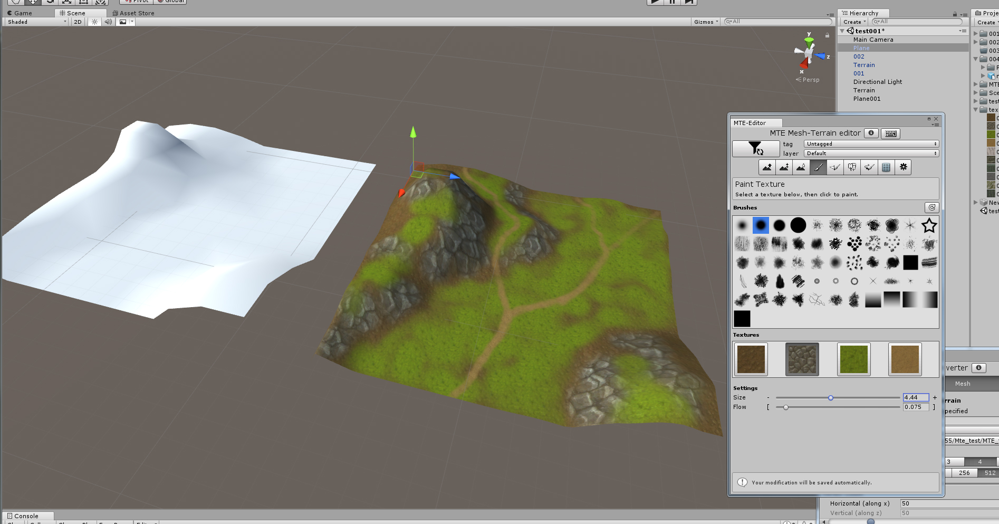 Pivot
Global
Game
Scene
Asset Store
Shaded
2D
Gizmos
All
y
z
x
Persp
Hierarchy
Create
All
test001*
Main Camera
Plane
002
Terrain
001
Directional Light
Terrain
Plane001
Proje
Create
001
002
003
004
P
MTE
Sce
test
tex
New
test
MTE-Editor
MTE Mesh-Terrain editor
tag
Untagged
layer
Default
Paint Texture
Select a texture below, then click to paint.
Brushes
Textures
Settings
Size - 4.44 +
Flow [ 0.075 ]
Your modification will be saved automatically.
verter
Mesh
rrain
pecified
55/Mte_test/MTE_
3
4
256
512
Horizontal (along x)
50
Vertical (along z)
50
Console